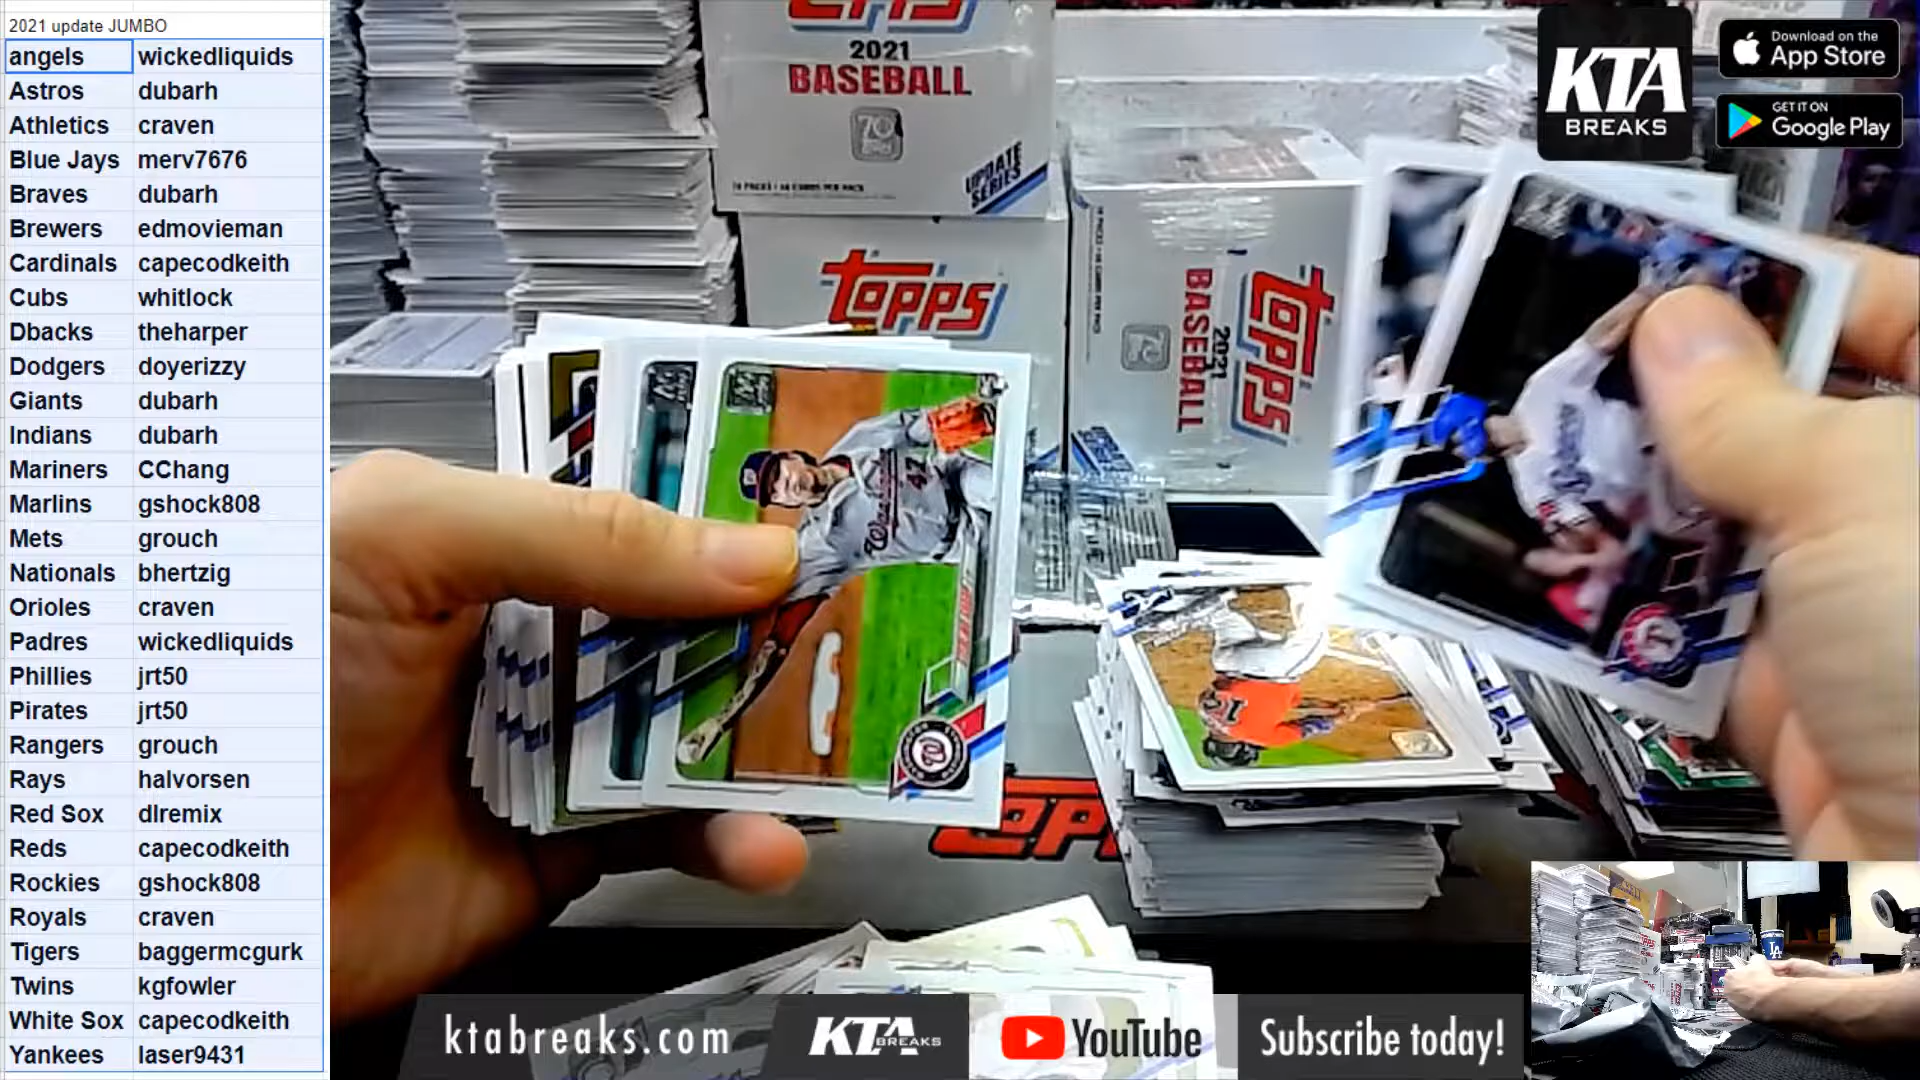 2021 update JUMBO
angels wickedliquids
Astros dubarh
Athletics craven
Blue Jays merv7676
Braves dubarh
Brewers edmovieman
Cardinals capecodkeith
Cubs whitlock
Dbacks theharper
Dodgers doyerizzy
Giants dubarh
Indians dubarh
Mariners CChang
Marlins gshock808
Mets grouch
Nationals bhertzig
Orioles craven
Padres wickedliquids
Phillies jrt50
Pirates jrt50
Rangers grouch
Rays halvorsen
Red Sox dlremix
Reds capecodkeith
Rockies gshock808
Royals craven
Tigers baggermcgurk
Twins kgfowler
White Sox capecodkeith
Yankees laser9431
2021
BASEBALL
70
UPDATE
SERIES
TOPPS
TOPPS
2021
BASEBALL
KTA
BREAKS
Download on the
App Store
GET IT ON
Google Play
47
W
1
LA
ktabreaks.com
KTA
BREAKS
YouTube
Subscribe today!